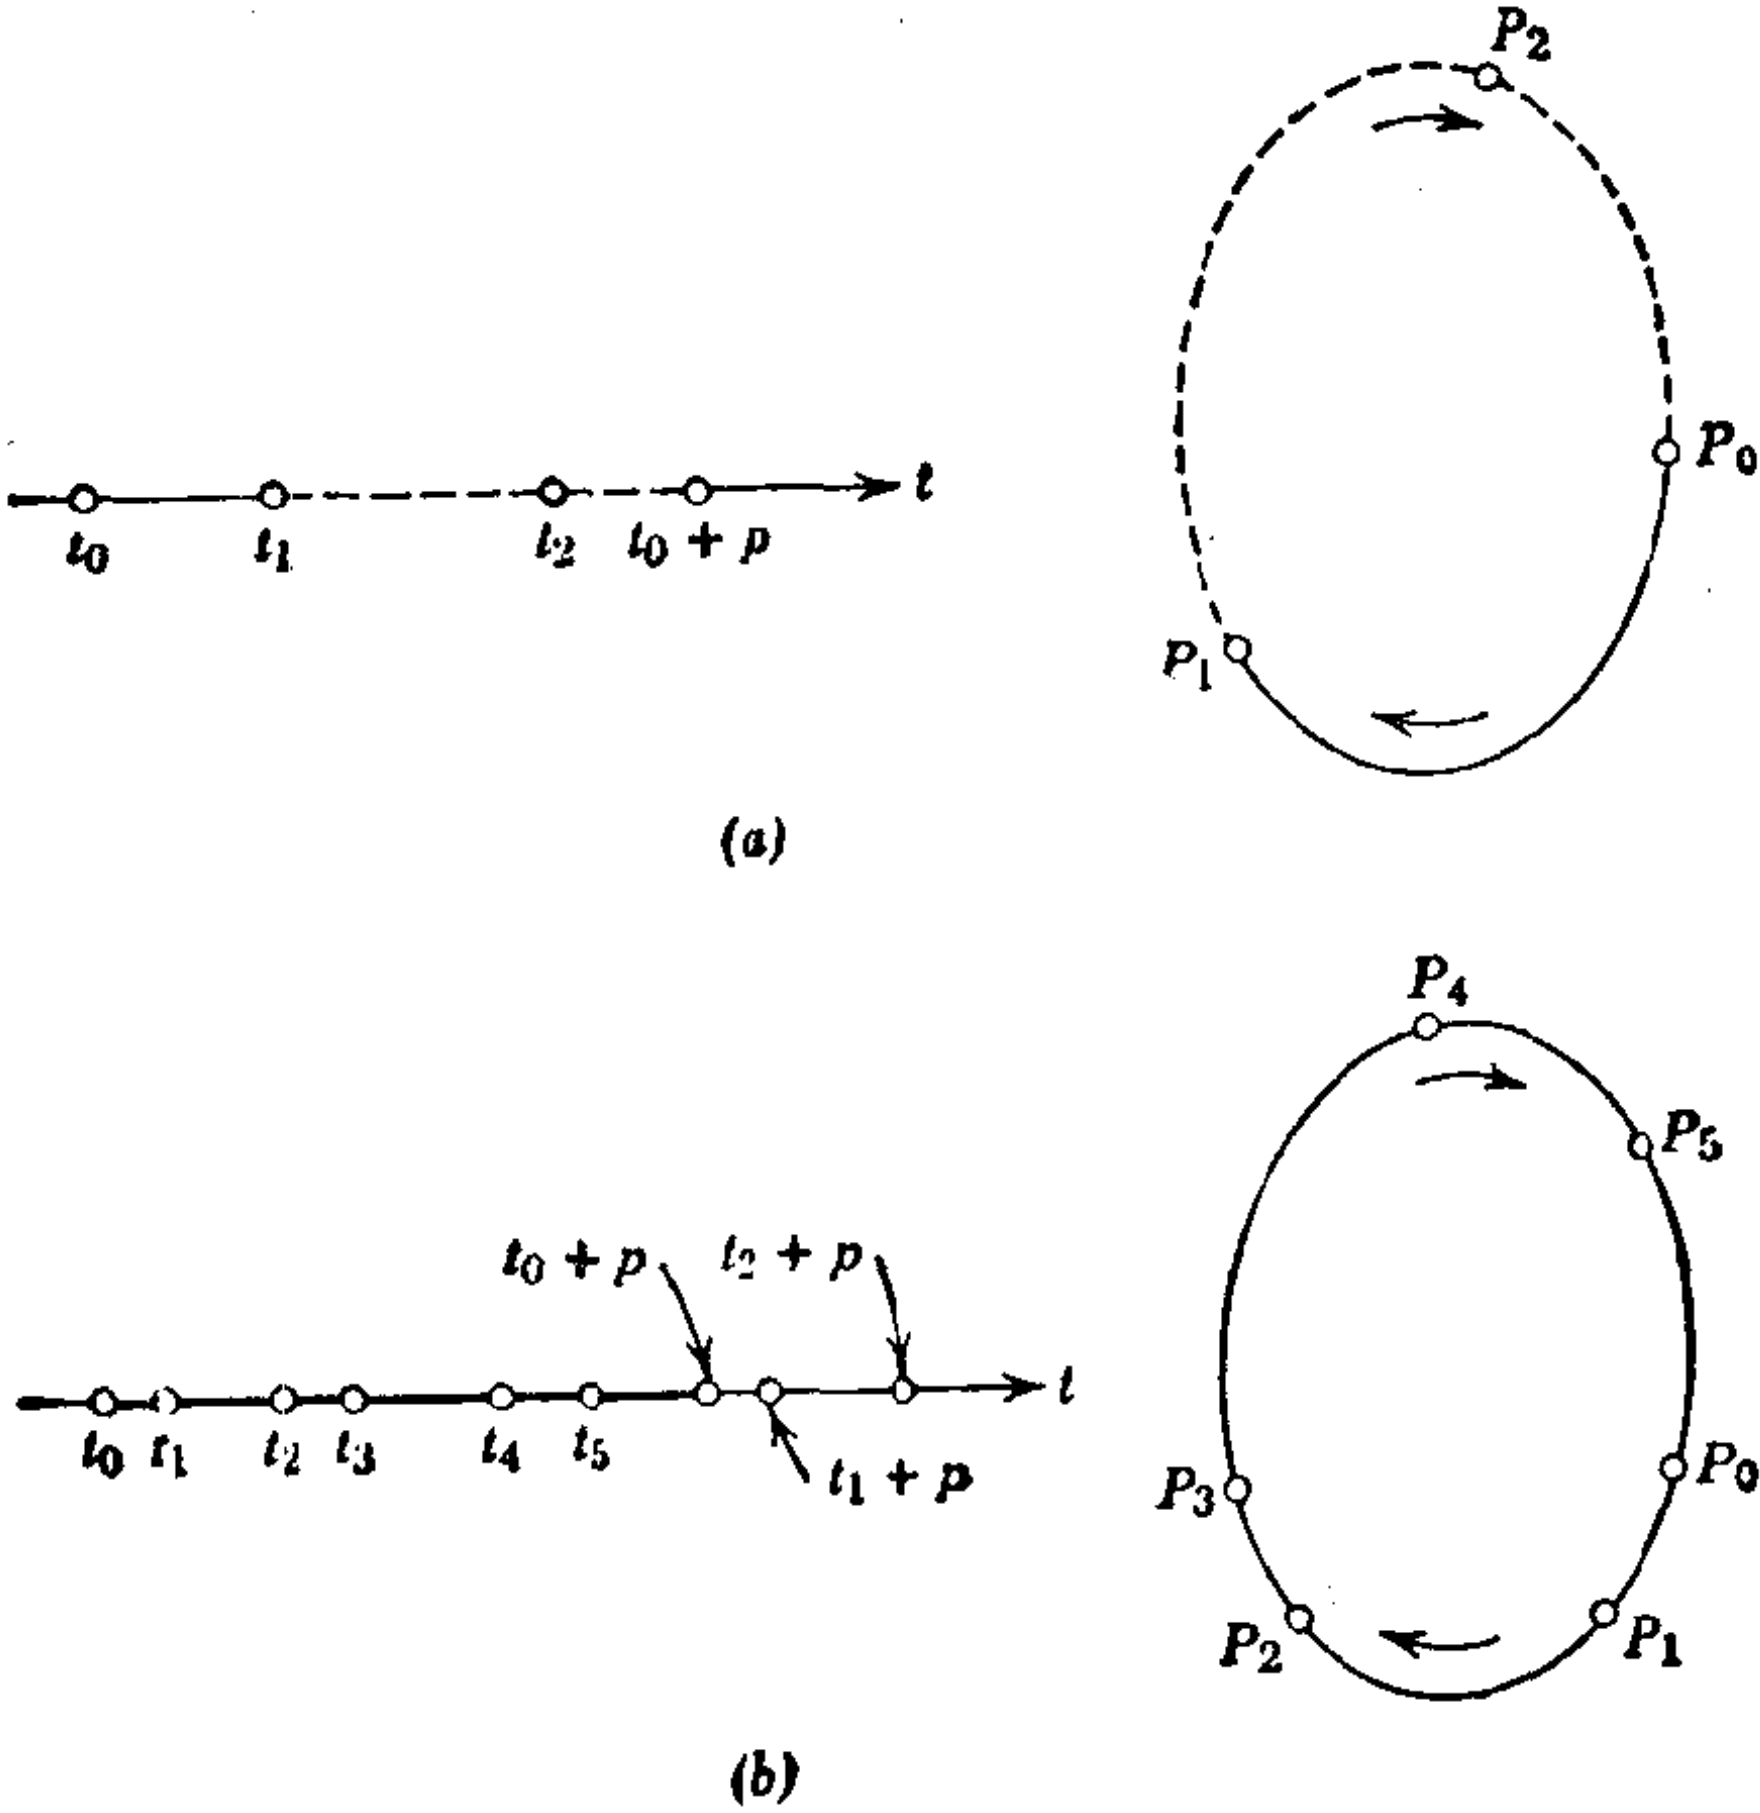 P₂
P₀
t
t₀ t₁ t₂ t₀ + p
P₁
(a)
P₄
P₅
t₀ + p t₂ + p
t
t₀ t₁ t₂ t₃ t₄ t₅
t₁ + p
P₃ P₀
P₂ P₁
(b)